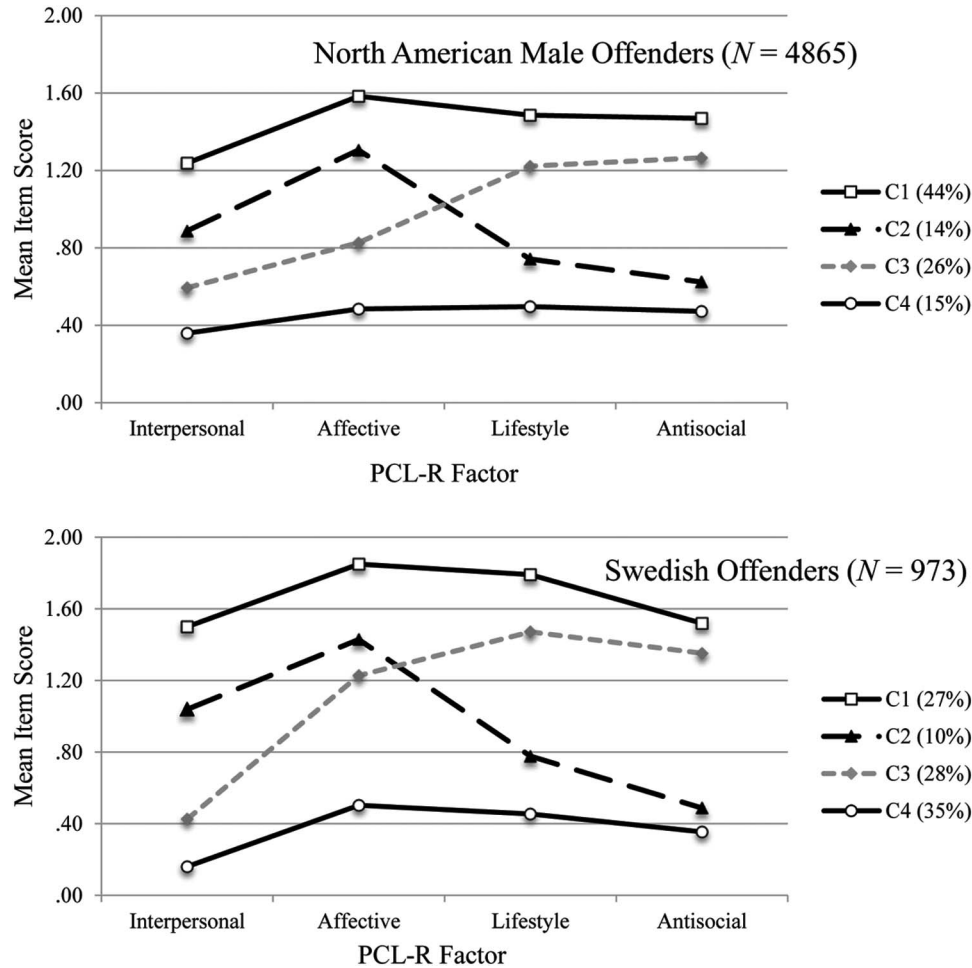 2.00
North American Male Offenders (N = 4865)
1.60
1.20
.80
.40
.00
Mean Item Score
Interpersonal Affective Lifestyle Antisocial
PCL-R Factor
C1 (44%)
C2 (14%)
C3 (26%)
C4 (15%)
2.00
Swedish Offenders (N = 973)
1.60
1.20
.80
.40
.00
Mean Item Score
Interpersonal Affective Lifestyle Antisocial
PCL-R Factor
C1 (27%)
C2 (10%)
C3 (28%)
C4 (35%)